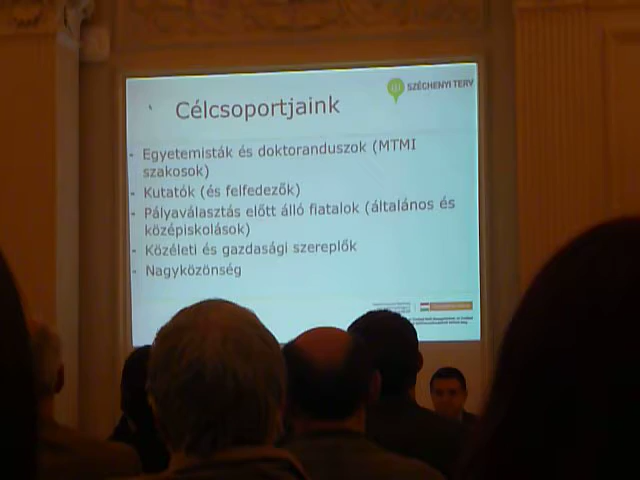 SZÉCHENYI TERV
Célcsoportjaink
- Egyetemisták és doktoranduszok (MTMI
szakosok)
- Kutatók (és felfedezők)
- Pályaválasztás előtt álló fiatalok (általános és
középiskolások)
- Közéleti és gazdasági szereplők
- Nagyközönség